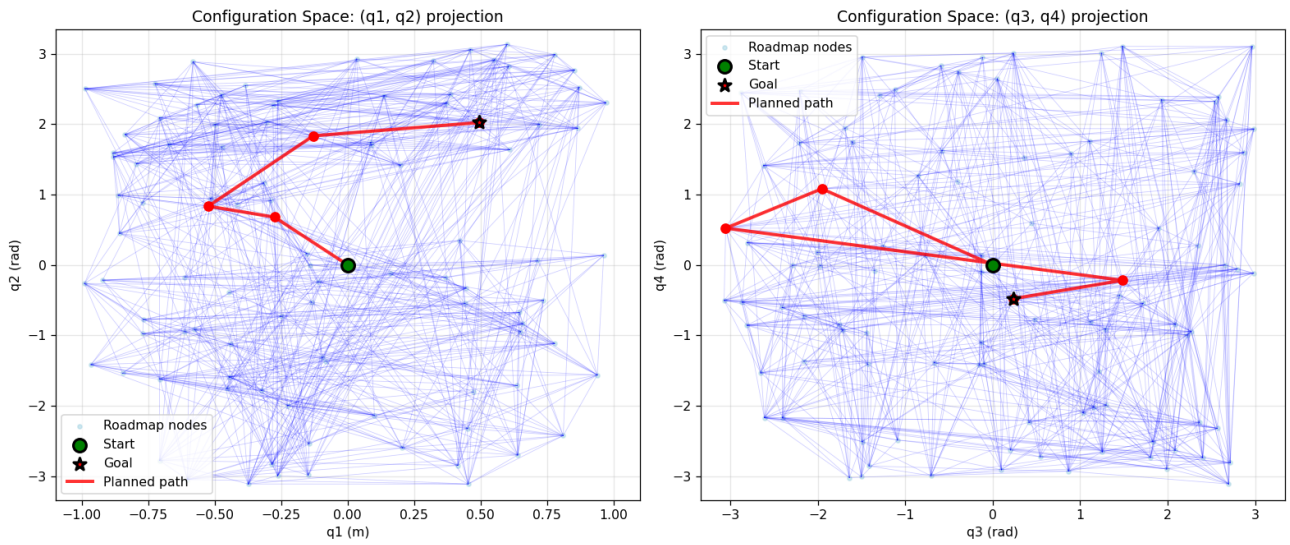 Configuration Space: (q1, q2) projection
q2 (rad)
3
2
1
0
−1
−2
−3
Roadmap nodes
Start
Goal
Planned path
−1.00 −0.75 −0.50 −0.25 0.00 0.25 0.50 0.75 1.00
q1 (m)
Configuration Space: (q3, q4) projection
q4 (rad)
3
2
1
0
−1
−2
−3
Roadmap nodes
Start
Goal
Planned path
−3 −2 −1 0 1 2 3
q3 (rad)